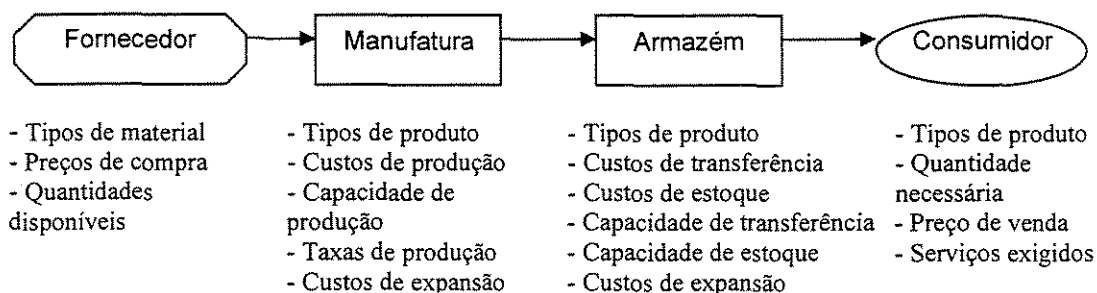 Fornecedor
Manufatura
Armazém
Consumidor
- Tipos de material
- Preços de compra
- Quantidades
disponíveis
- Tipos de produto
- Custos de produção
- Capacidade de
produção
- Taxas de produção
- Custos de expansão
- Tipos de produto
- Custos de transferência
- Custos de estoque
- Capacidade de transferência
- Capacidade de estoque
- Custos de expansão
- Tipos de produto
- Quantidade
necessária
- Preço de venda
- Serviços exigidos